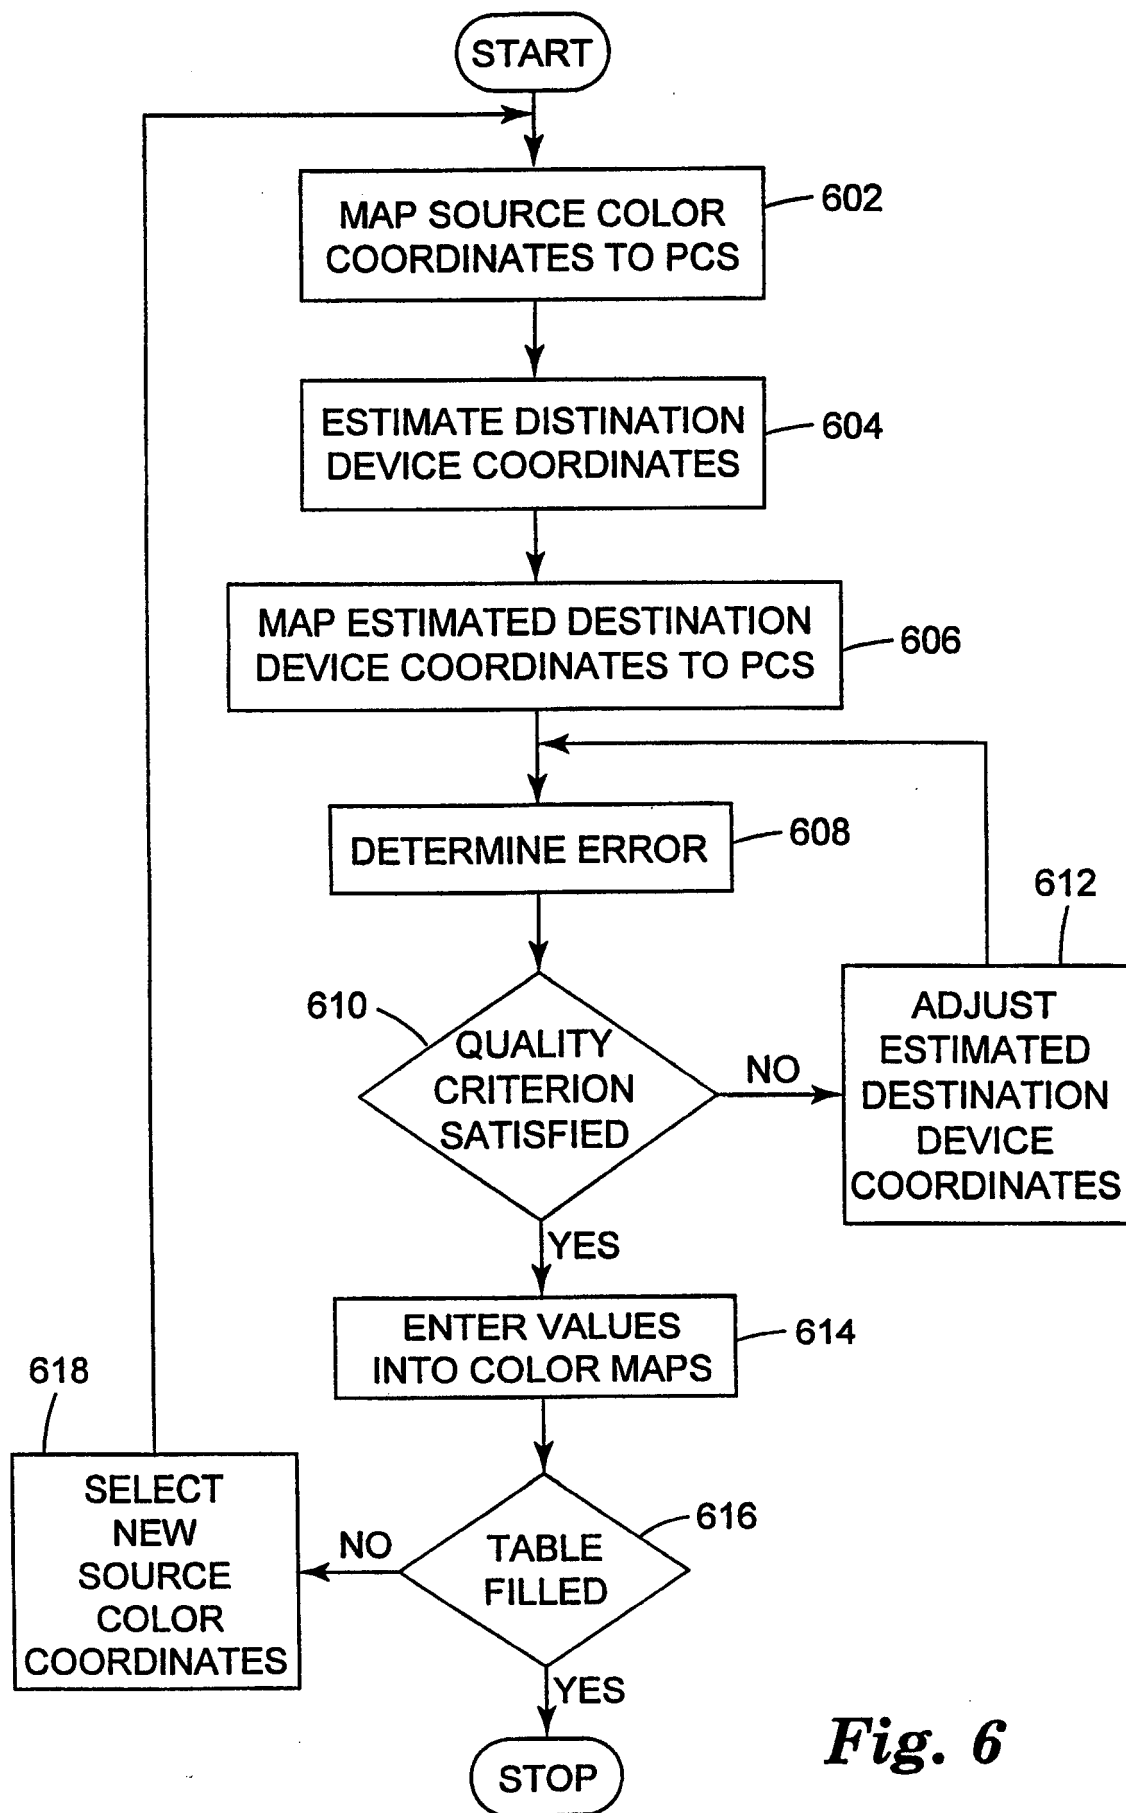 START
MAP SOURCE COLOR
COORDINATES TO PCS
602
ESTIMATE DISTINATION
DEVICE COORDINATES
604
MAP ESTIMATED DESTINATION
DEVICE COORDINATES TO PCS
606
DETERMINE ERROR
608
610
QUALITY
CRITERION
SATISFIED
NO
612
ADJUST
ESTIMATED
DESTINATION
DEVICE
COORDINATES
YES
ENTER VALUES
INTO COLOR MAPS
614
616
TABLE
FILLED
NO
618
SELECT
NEW
SOURCE
COLOR
COORDINATES
YES
STOP
Fig. 6